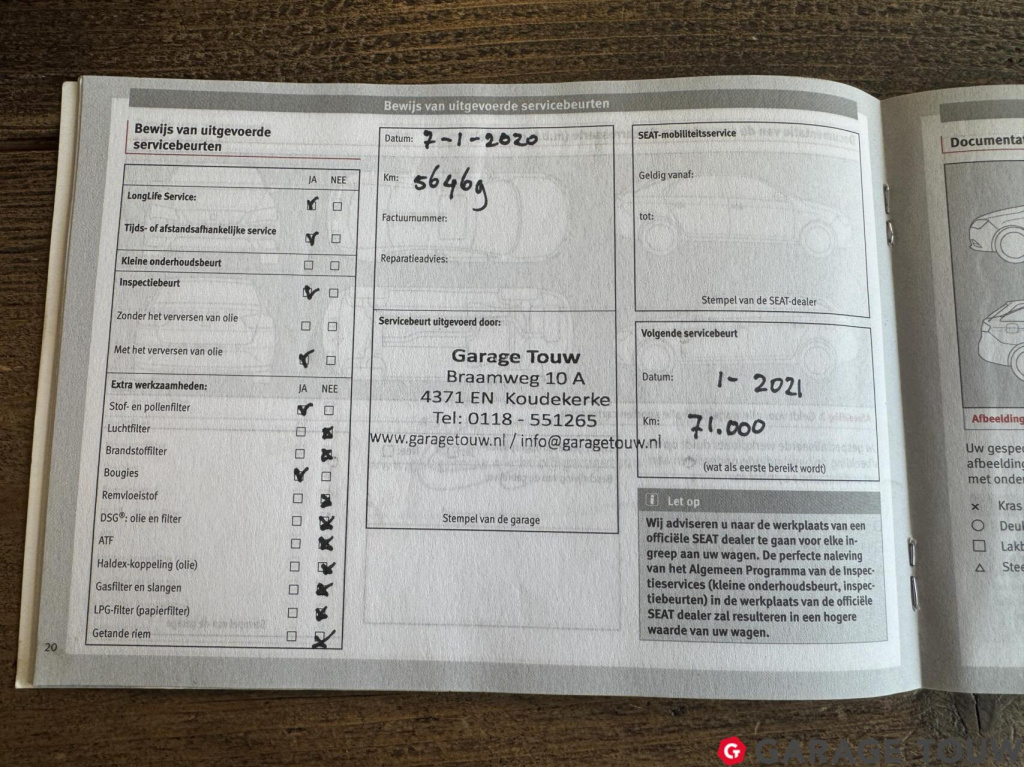 Bewijs van uitgevoerde servicebeurten
Bewijs van uitgevoerde
servicebeurten
JA NEE
LongLife Service:
Tijds- of afstandsafhankelijke service
Kleine onderhoudsbeurt
Inspectiebeurt
Zonder het verversen van olie
Met het verversen van olie
Extra werkzaamheden: JA NEE
Stof- en pollenfilter
Luchtfilter
Brandstoffilter
Bougies
Remvloeistof
DSG®: olie en filter
ATF
Haldex-koppeling (olie)
Gasfilter en slangen
LPG-filter (papierfilter)
Getande riem
20
Datum: 7-1-2020
Km: 56469
Factuurnummer:
Reparatieadvies:
Servicebeurt uitgevoerd door:
Garage Touw
Braamweg 10 A
4371 EN Koudekerke
Tel: 0118 - 551265
www.garagetouw.nl / info@garagetouw.nl
Stempel van de garage
SEAT-mobiliteitsservice
Geldig vanaf:
tot:
Stempel van de SEAT-dealer
Volgende servicebeurt
Datum: 1- 2021
Km: 71.000
(wat als eerste bereikt wordt)
i Let op
Wij adviseren u naar de werkplaats van een
officiële SEAT dealer te gaan voor elke in-
greep aan uw wagen. De perfecte naleving
van het Algemeen Programma van de Inspec-
tieservices (kleine onderhoudsbeurt, inspec-
tiebeurten) in de werkplaats van de officiële
SEAT dealer zal resulteren in een hogere
waarde van uw wagen.
Documenta
Afbeelding
Uw gespec
afbeelding
met onder
Kras
Deuk
Lakb
Stee
G GARAGE TOUW